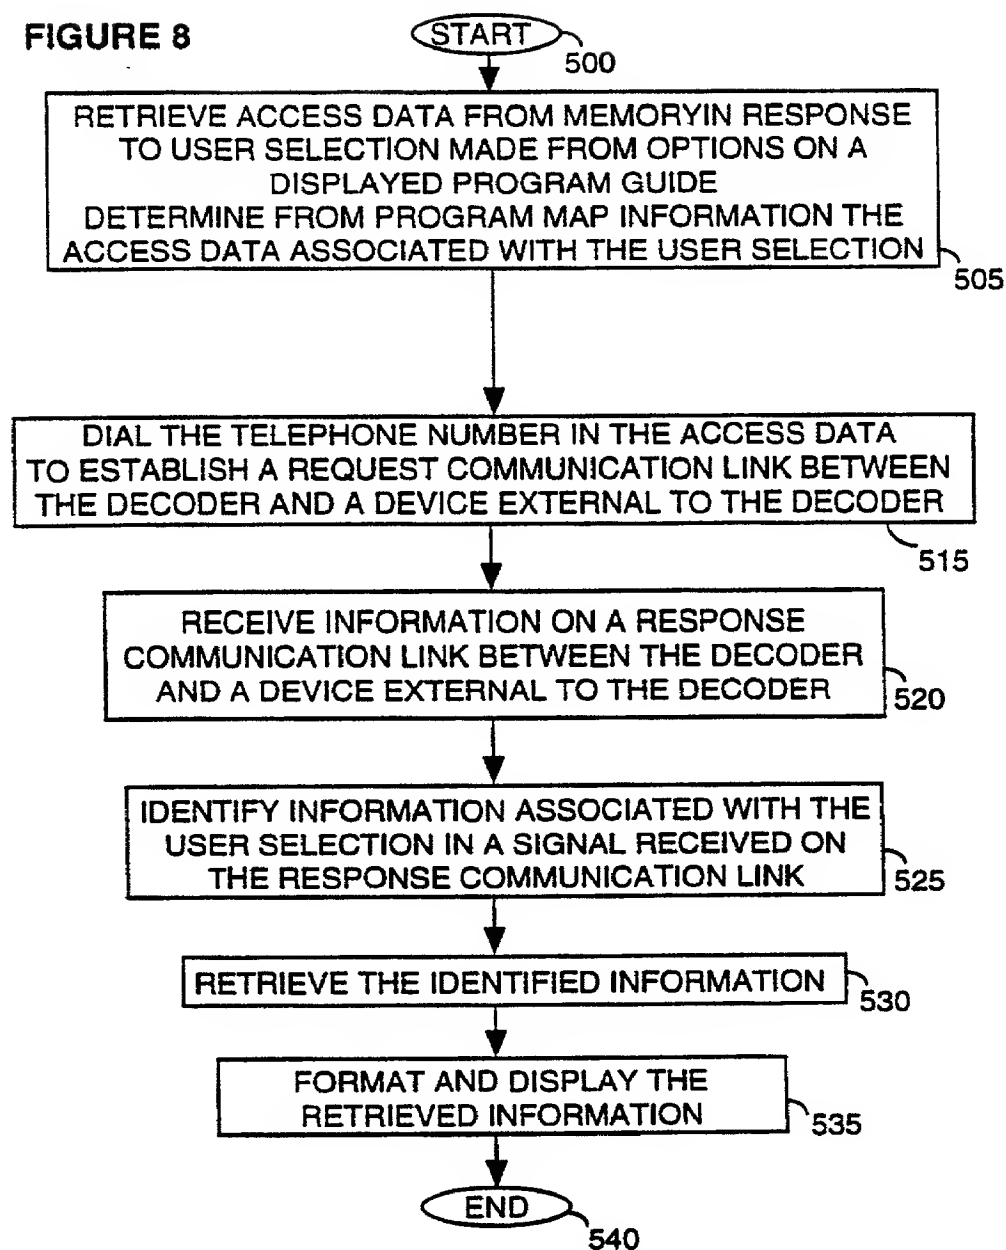 FIGURE 8
START
500
RETRIEVE ACCESS DATA FROM MEMORYIN RESPONSE
TO USER SELECTION MADE FROM OPTIONS ON A
DISPLAYED PROGRAM GUIDE
DETERMINE FROM PROGRAM MAP INFORMATION THE
ACCESS DATA ASSOCIATED WITH THE USER SELECTION
505
DIAL THE TELEPHONE NUMBER IN THE ACCESS DATA
TO ESTABLISH A REQUEST COMMUNICATION LINK BETWEEN
THE DECODER AND A DEVICE EXTERNAL TO THE DECODER
515
RECEIVE INFORMATION ON A RESPONSE
COMMUNICATION LINK BETWEEN THE DECODER
AND A DEVICE EXTERNAL TO THE DECODER
520
IDENTIFY INFORMATION ASSOCIATED WITH THE
USER SELECTION IN A SIGNAL RECEIVED ON
THE RESPONSE COMMUNICATION LINK
525
RETRIEVE THE IDENTIFIED INFORMATION
530
FORMAT AND DISPLAY THE
RETRIEVED INFORMATION
535
END
540